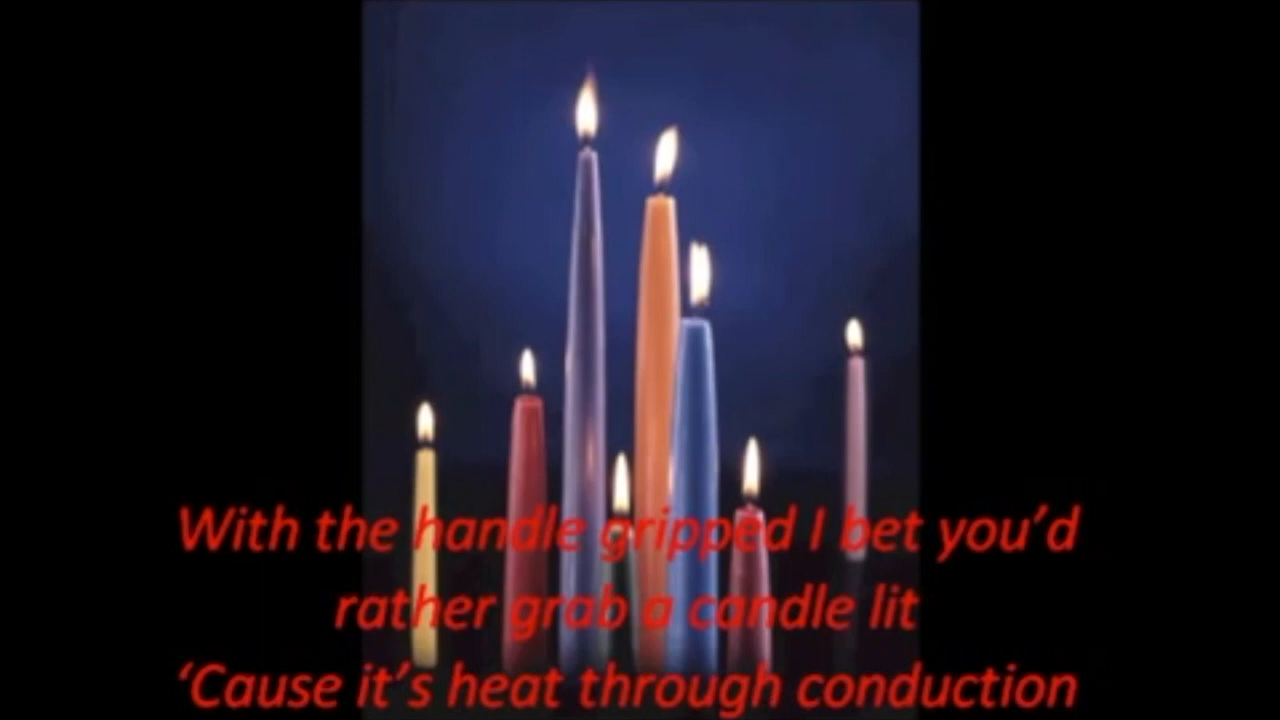 With the handle gripped I bet you’d
rather grab a candle lit
‘Cause it’s heat through conduction